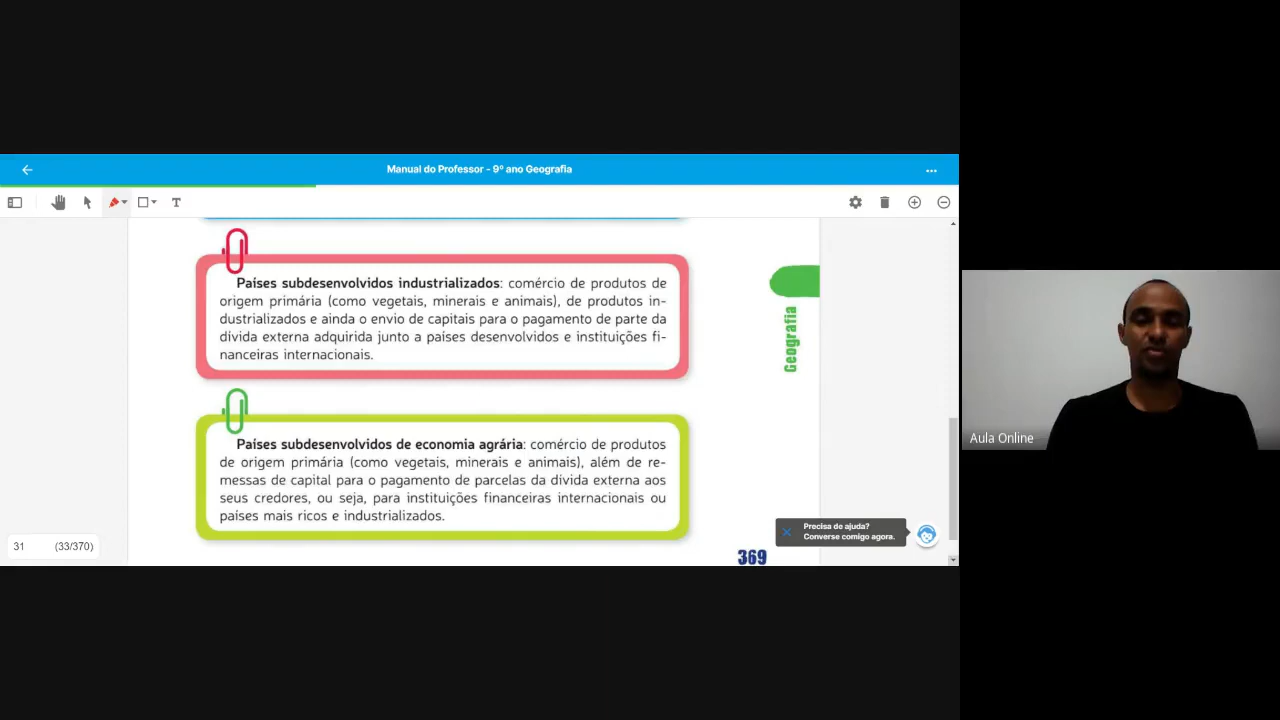 Manual do Professor - 9º ano Geografia
Países subdesenvolvidos industrializados: comércio de produtos de
origem primária (como vegetais, minerais e animais), de produtos in-
dustrializados e ainda o envio de capitais para o pagamento de parte da
dívida externa adquirida junto a países desenvolvidos e instituições fi-
nanceiras internacionais.
Geografia
Países subdesenvolvidos de economia agrária: comércio de produtos
de origem primária (como vegetais, minerais e animais), além de re-
messas de capital para o pagamento de parcelas da dívida externa aos
seus credores, ou seja, para instituições financeiras internacionais ou
países mais ricos e industrializados.
Precisa de ajuda?
Converse comigo agora.
31 (33/370)
369
Aula Online